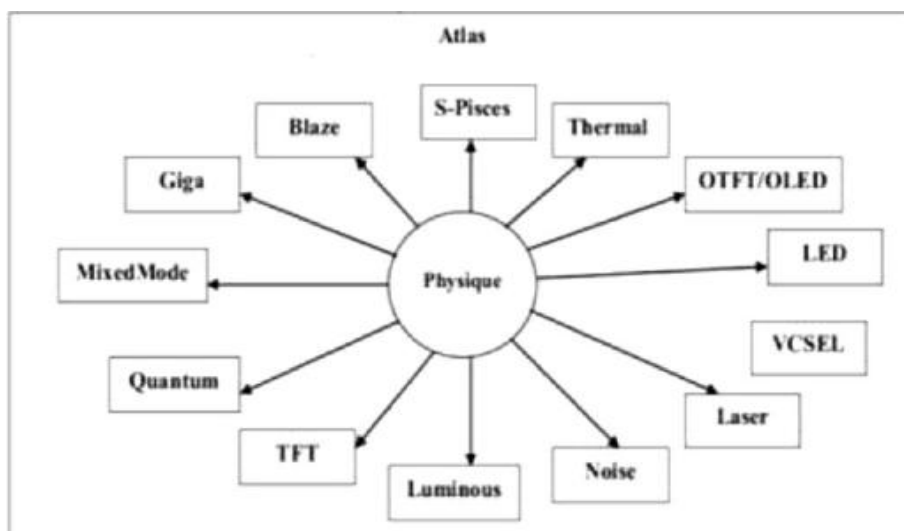 Atlas
S-Pisces
Blaze
Thermal
Giga
OTFT/OLED
MixedMode
Physique
LED
VCSEL
Quantum
Laser
TFT
Luminous
Noise